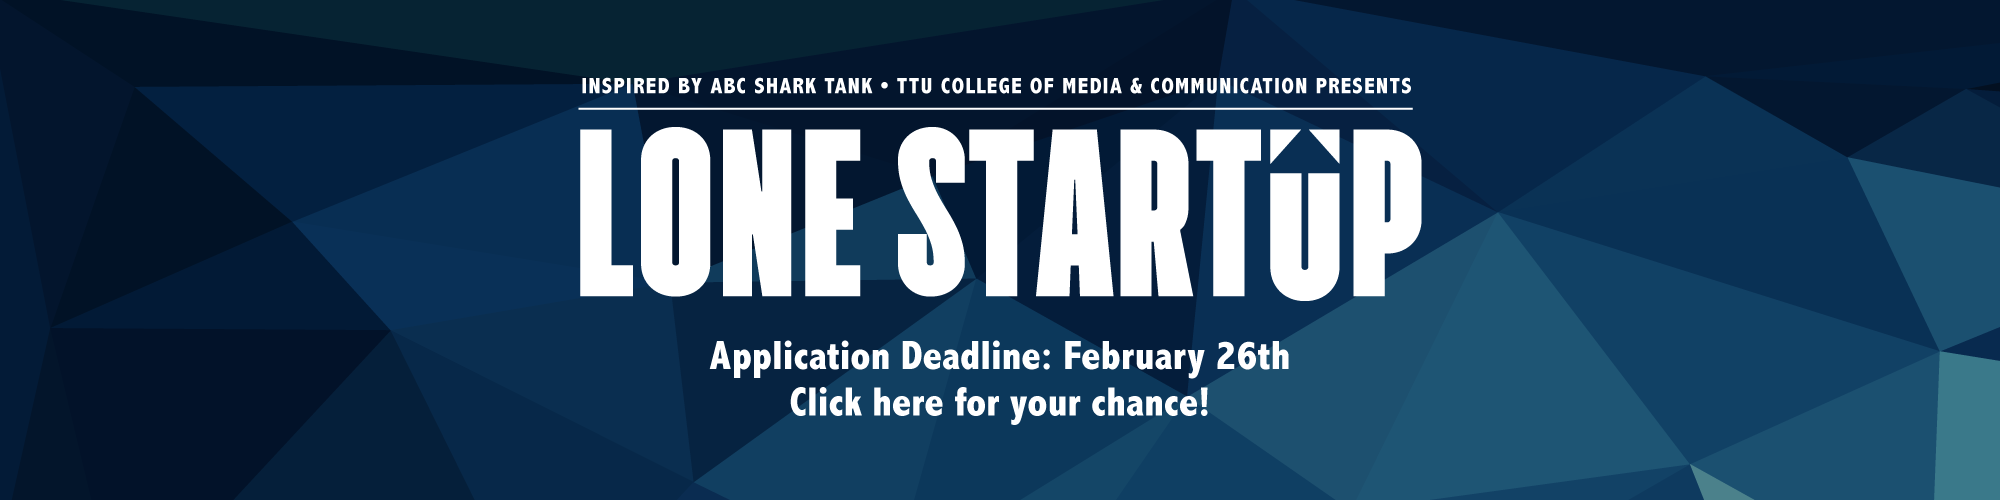 INSPIRED BY ABC SHARK TANK • TTU COLLEGE OF MEDIA & COMMUNICATION PRESENTS
LONE STARTUP
Application Deadline: February 26th
Click here for your chance!